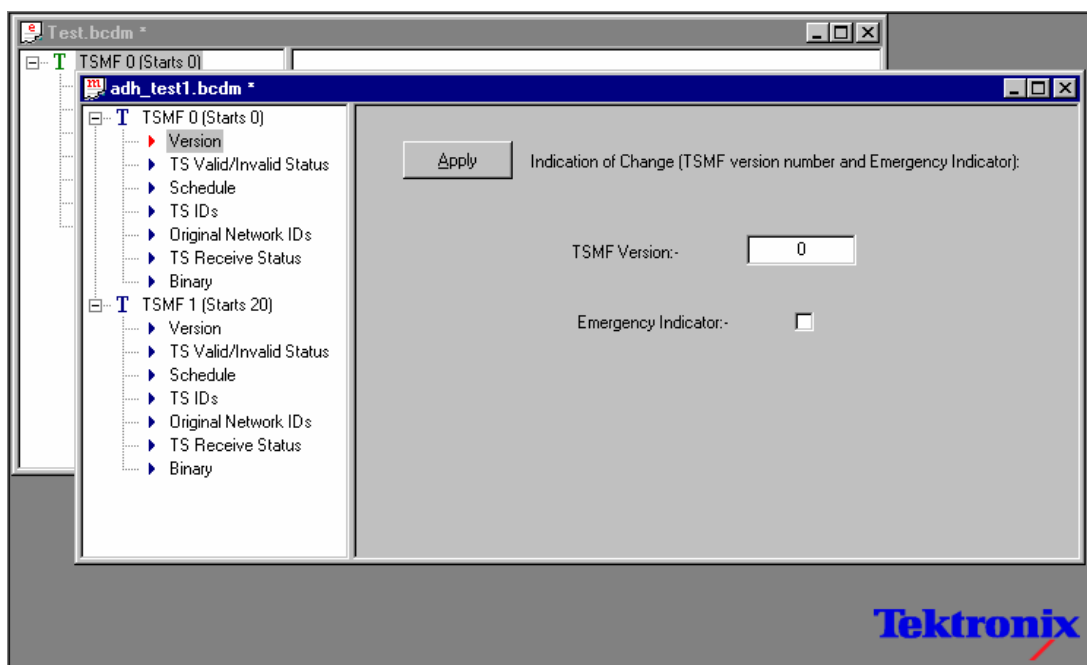 e Test.bcdm *
T TSMF 0 (Starts 0)
m adh_test1.bcdm *
T TSMF 0 (Starts 0)
Version
TS Valid/Invalid Status
Schedule
TS IDs
Original Network IDs
TS Receive Status
Binary
T TSMF 1 (Starts 20)
Version
TS Valid/Invalid Status
Schedule
TS IDs
Original Network IDs
TS Receive Status
Binary
Apply Indication of Change (TSMF version number and Emergency Indicator):
TSMF Version:- 0
Emergency Indicator:-
Tektronix